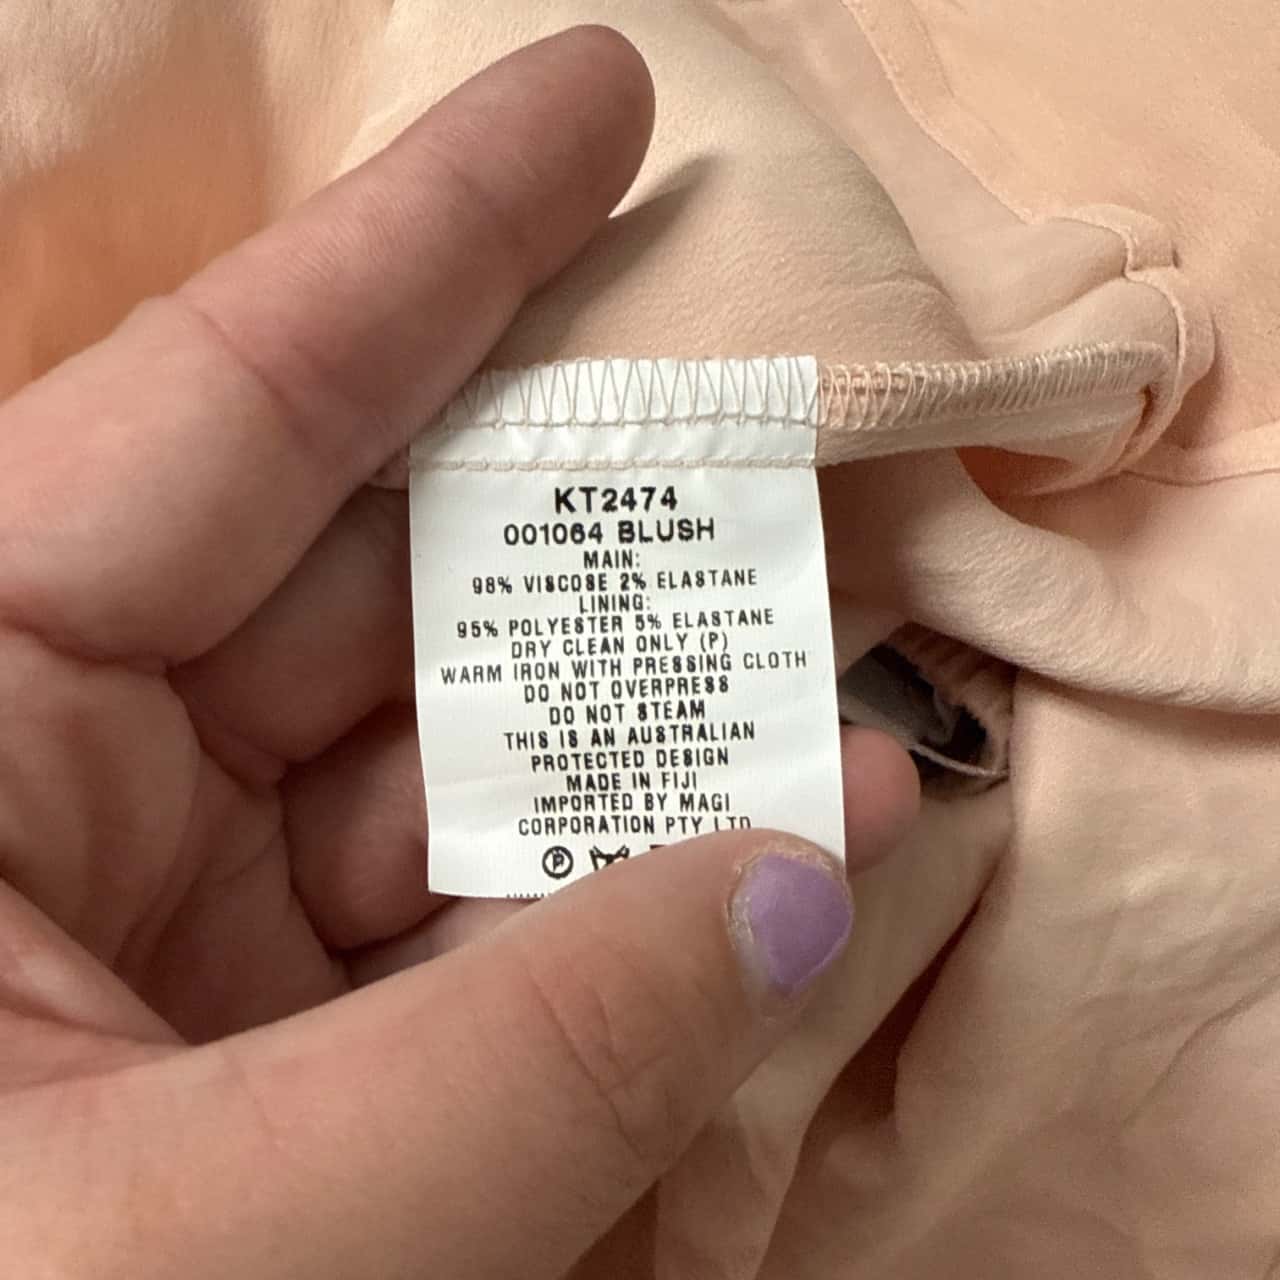 KT2474
001064 BLUSH
MAIN:
98% VISCOSE 2% ELASTANE
LINING:
95% POLYESTER 5% ELASTANE
DRY CLEAN ONLY (P)
WARM IRON WITH PRESSING CLOTH
DO NOT OVERPRESS
DO NOT STEAM
THIS IS AN AUSTRALIAN
PROTECTED DESIGN
MADE IN FIJI
IMPORTED BY MAGI
CORPORATION PTY LTD
P